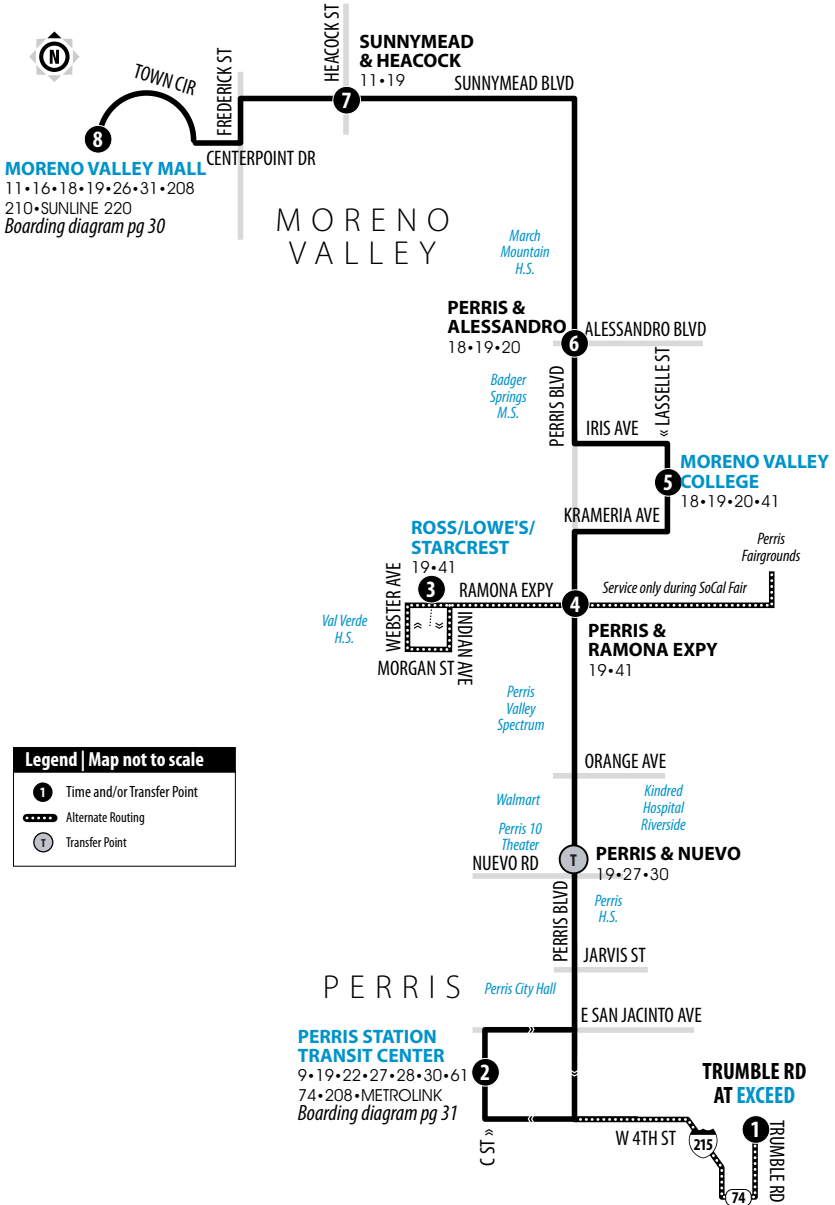 N
TOWN CIR
FREDERICK ST
HEACOCK ST
SUNNYMEAD
& HEACOCK
11•19
SUNNYMEAD BLVD
7
8
CENTERPOINT DR
MORENO VALLEY MALL
11•16•18•19•26•31•208
210•SUNLINE 220
Boarding diagram pg 30
MORENO
VALLEY
March
Mountain
H.S.
PERRIS &
ALESSANDRO
18•19•20
6
ALESSANDRO BLVD
Badger
Springs
M.S.
PERRIS BLVD
« LASSELLE ST
IRIS AVE
5
MORENO VALLEY
COLLEGE
18•19•20•41
KRAMERIA AVE
ROSS/LOWE'S/
STARCREST
19•41
3
WEBSTER AVE
RAMONA EXPY
4
Service only during SoCal Fair
Perris
Fairgrounds
Val Verde
H.S.
« »
INDIAN AVE
MORGAN ST
PERRIS &
RAMONA EXPY
19•41
Perris
Valley
Spectrum
ORANGE AVE
Legend | Map not to scale
1 Time and/or Transfer Point
Alternate Routing
T Transfer Point
Walmart
Kindred
Hospital
Riverside
Perris 10
Theater
NUEVO RD
T
PERRIS & NUEVO
19•27•30
Perris
H.S.
PERRIS BLVD
JARVIS ST
PERRIS
Perris City Hall
E SAN JACINTO AVE
PERRIS STATION
TRANSIT CENTER
9•19•22•27•28•30•61
74•208•METROLINK
Boarding diagram pg 31
2
C ST »
W 4TH ST
215
TRUMBLE RD
AT EXCEED
1
TRUMBLE RD
74